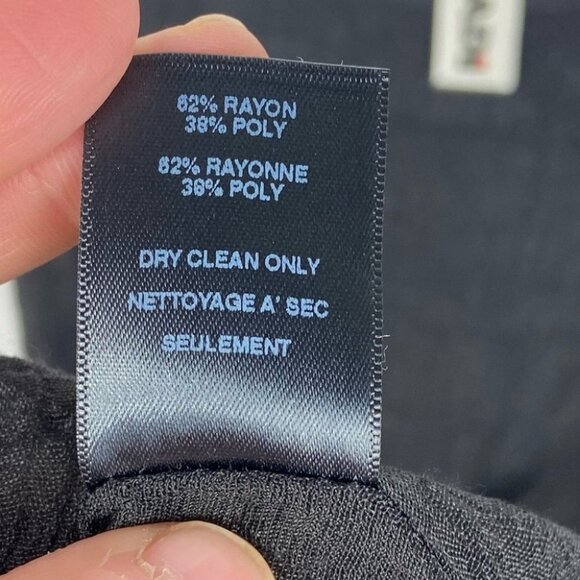 62% RAYON
38% POLY
62% RAYONNE
38% POLY
DRY CLEAN ONLY
NETTOYAGE A' SEC
SEULEMENT